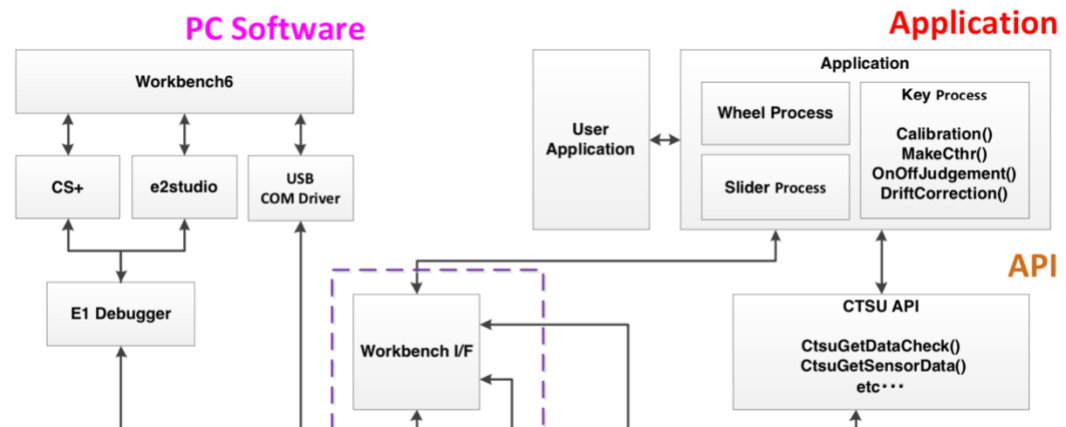 PC Software
Application
Workbench6
CS+
e2studio
USB
COM Driver
E1 Debugger
User
Application
Application
Wheel Process
Slider Process
Key Process
Calibration()
MakeCthr()
OnOffJudgement()
DriftCorrection()
API
Workbench I/F
CTSU API
CtsuGetDataCheck()
CtsuGetSensorData()
etc･･･